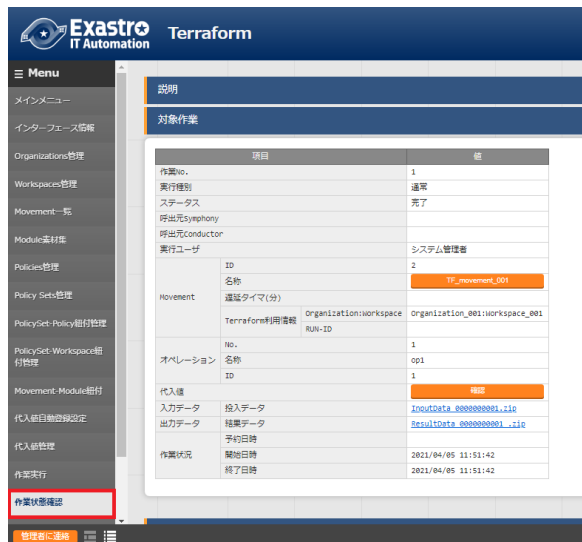 Exastro
IT Automation
Terraform
Menu
メインメニュー
インターフェース情報
Organizations管理
Workspaces管理
Movement一覧
Module素材集
Policies管理
Policy Sets管理
PolicySet-Policy紐付管理
PolicySet-Workspace紐
付管理
Movement-Module紐付
代入値自動登録設定
代入値管理
作業実行
作業状態確認
管理者に連絡
説明
対象作業
項目 値
作業No. 1
実行種別 通常
ステータス 完了
呼出元Symphony
呼出元Conductor
実行ユーザ システム管理者
Movement
ID 2
名称 TF_movement_001
遅延タイマ(分)
Terraform利用情報
Organization:Workspace Organization_001:Workspace_001
RUN-ID
オペレーション
No. 1
名称 op1
ID 1
代入値 確認
入力データ 投入データ InputData_0000000001.zip
出力データ 結果データ ResultData_0000000001 .zip
作業状況
予約日時
開始日時 2021/04/05 11:51:42
終了日時 2021/04/05 11:51:42